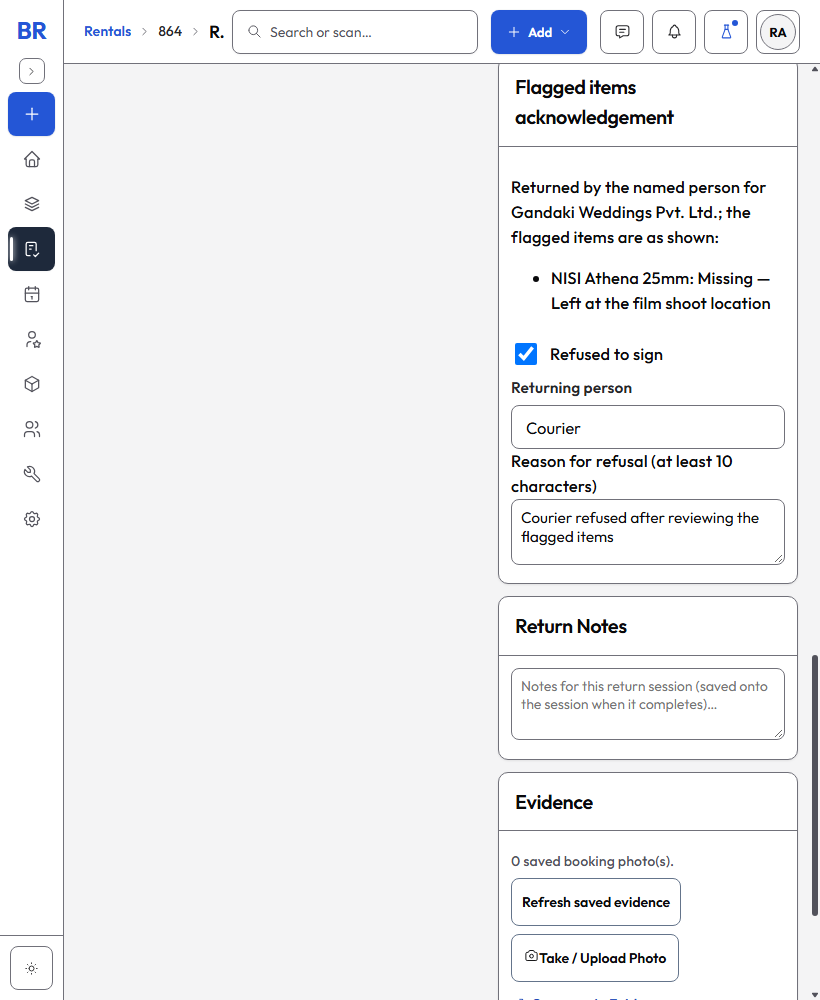 BR
Rentals
864
R.
Search or scan...
Add
RA
Flagged items
acknowledgement
Returned by the named person for
Gandaki Weddings Pvt. Ltd.; the
flagged items are as shown:
NISI Athena 25mm: Missing —
Left at the film shoot location
Refused to sign
Returning person
Courier
Reason for refusal (at least 10
characters)
Courier refused after reviewing the
flagged items
Return Notes
Notes for this return session (saved onto
the session when it completes)...
Evidence
0 saved booking photo(s).
Refresh saved evidence
Take / Upload Photo